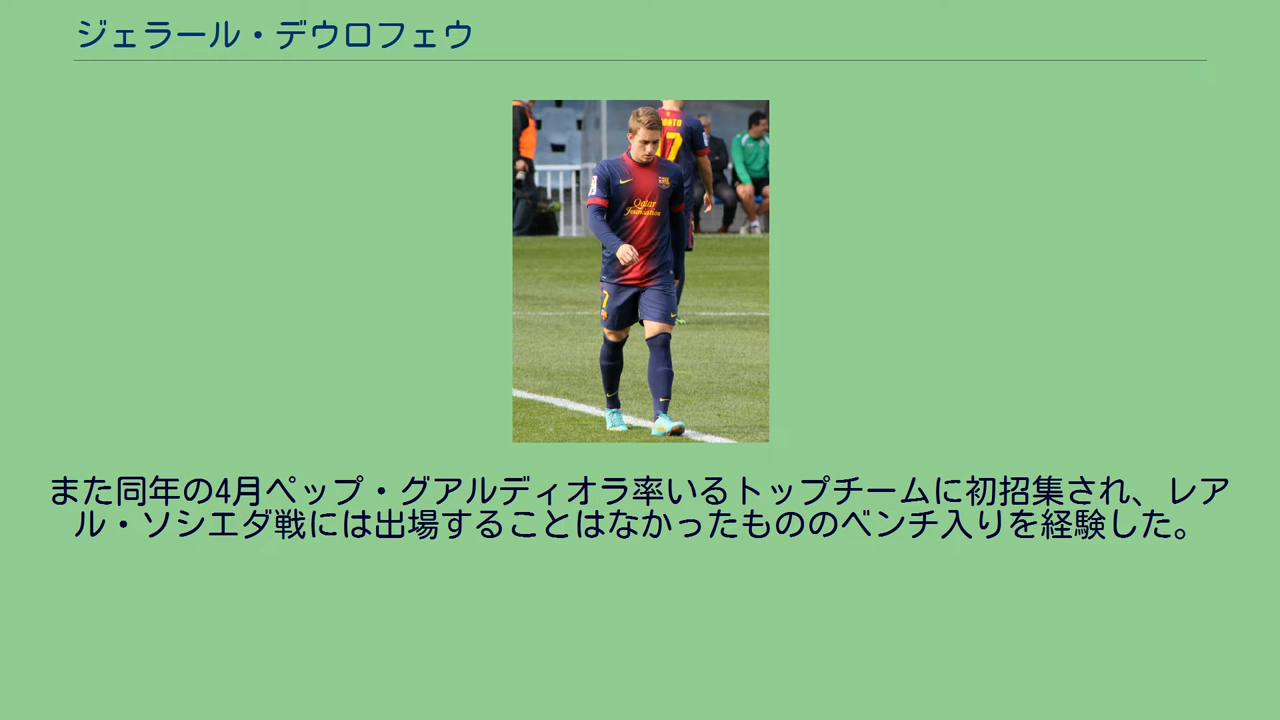 ジェラール・デウロフェウ
7
Qatar
Foundation
7
また同年の4月ペップ・グアルディオラ率いるトップチームに初招集され、レア
ル・ソシエダ戦には出場することはなかったもののベンチ入りを経験した。